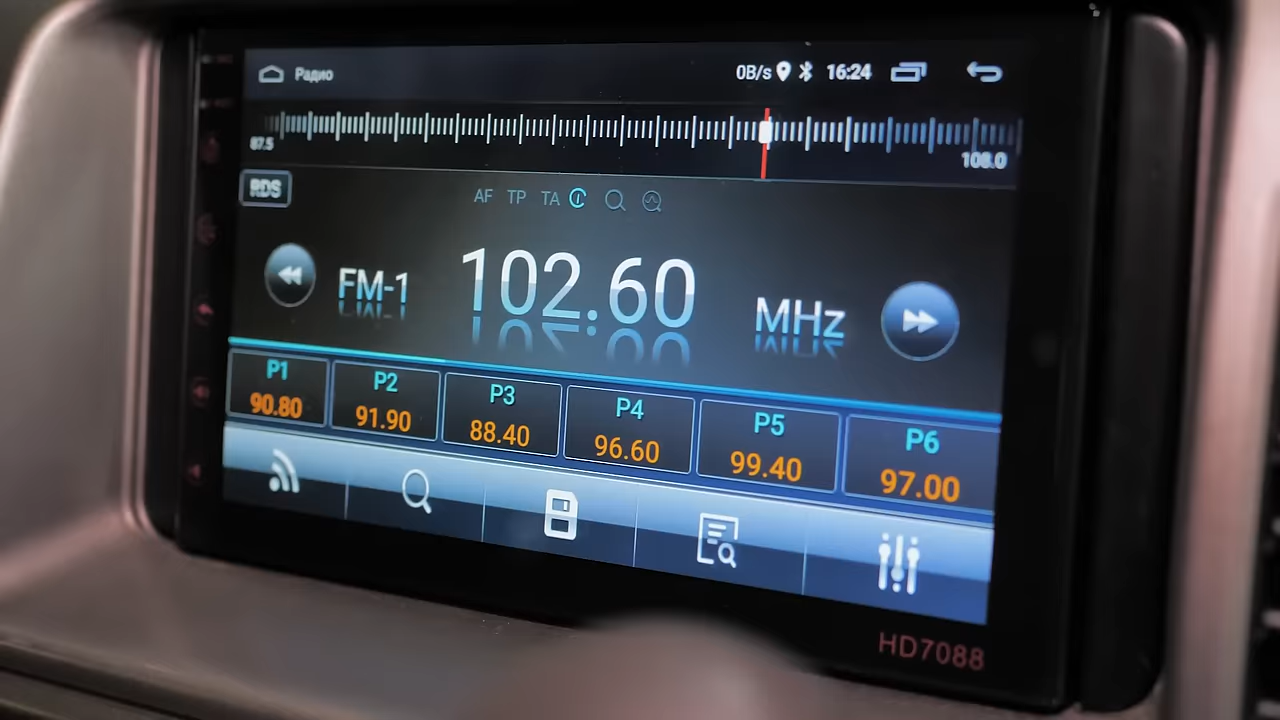 Радио
0B/s 16:24
87.5
108.0
RDS
AF TP TA
FM-1 102.60 MHz
P1 P2 P3 P4 P5 P6
90.80 91.90 88.40 96.60 99.40 97.00
HD7088